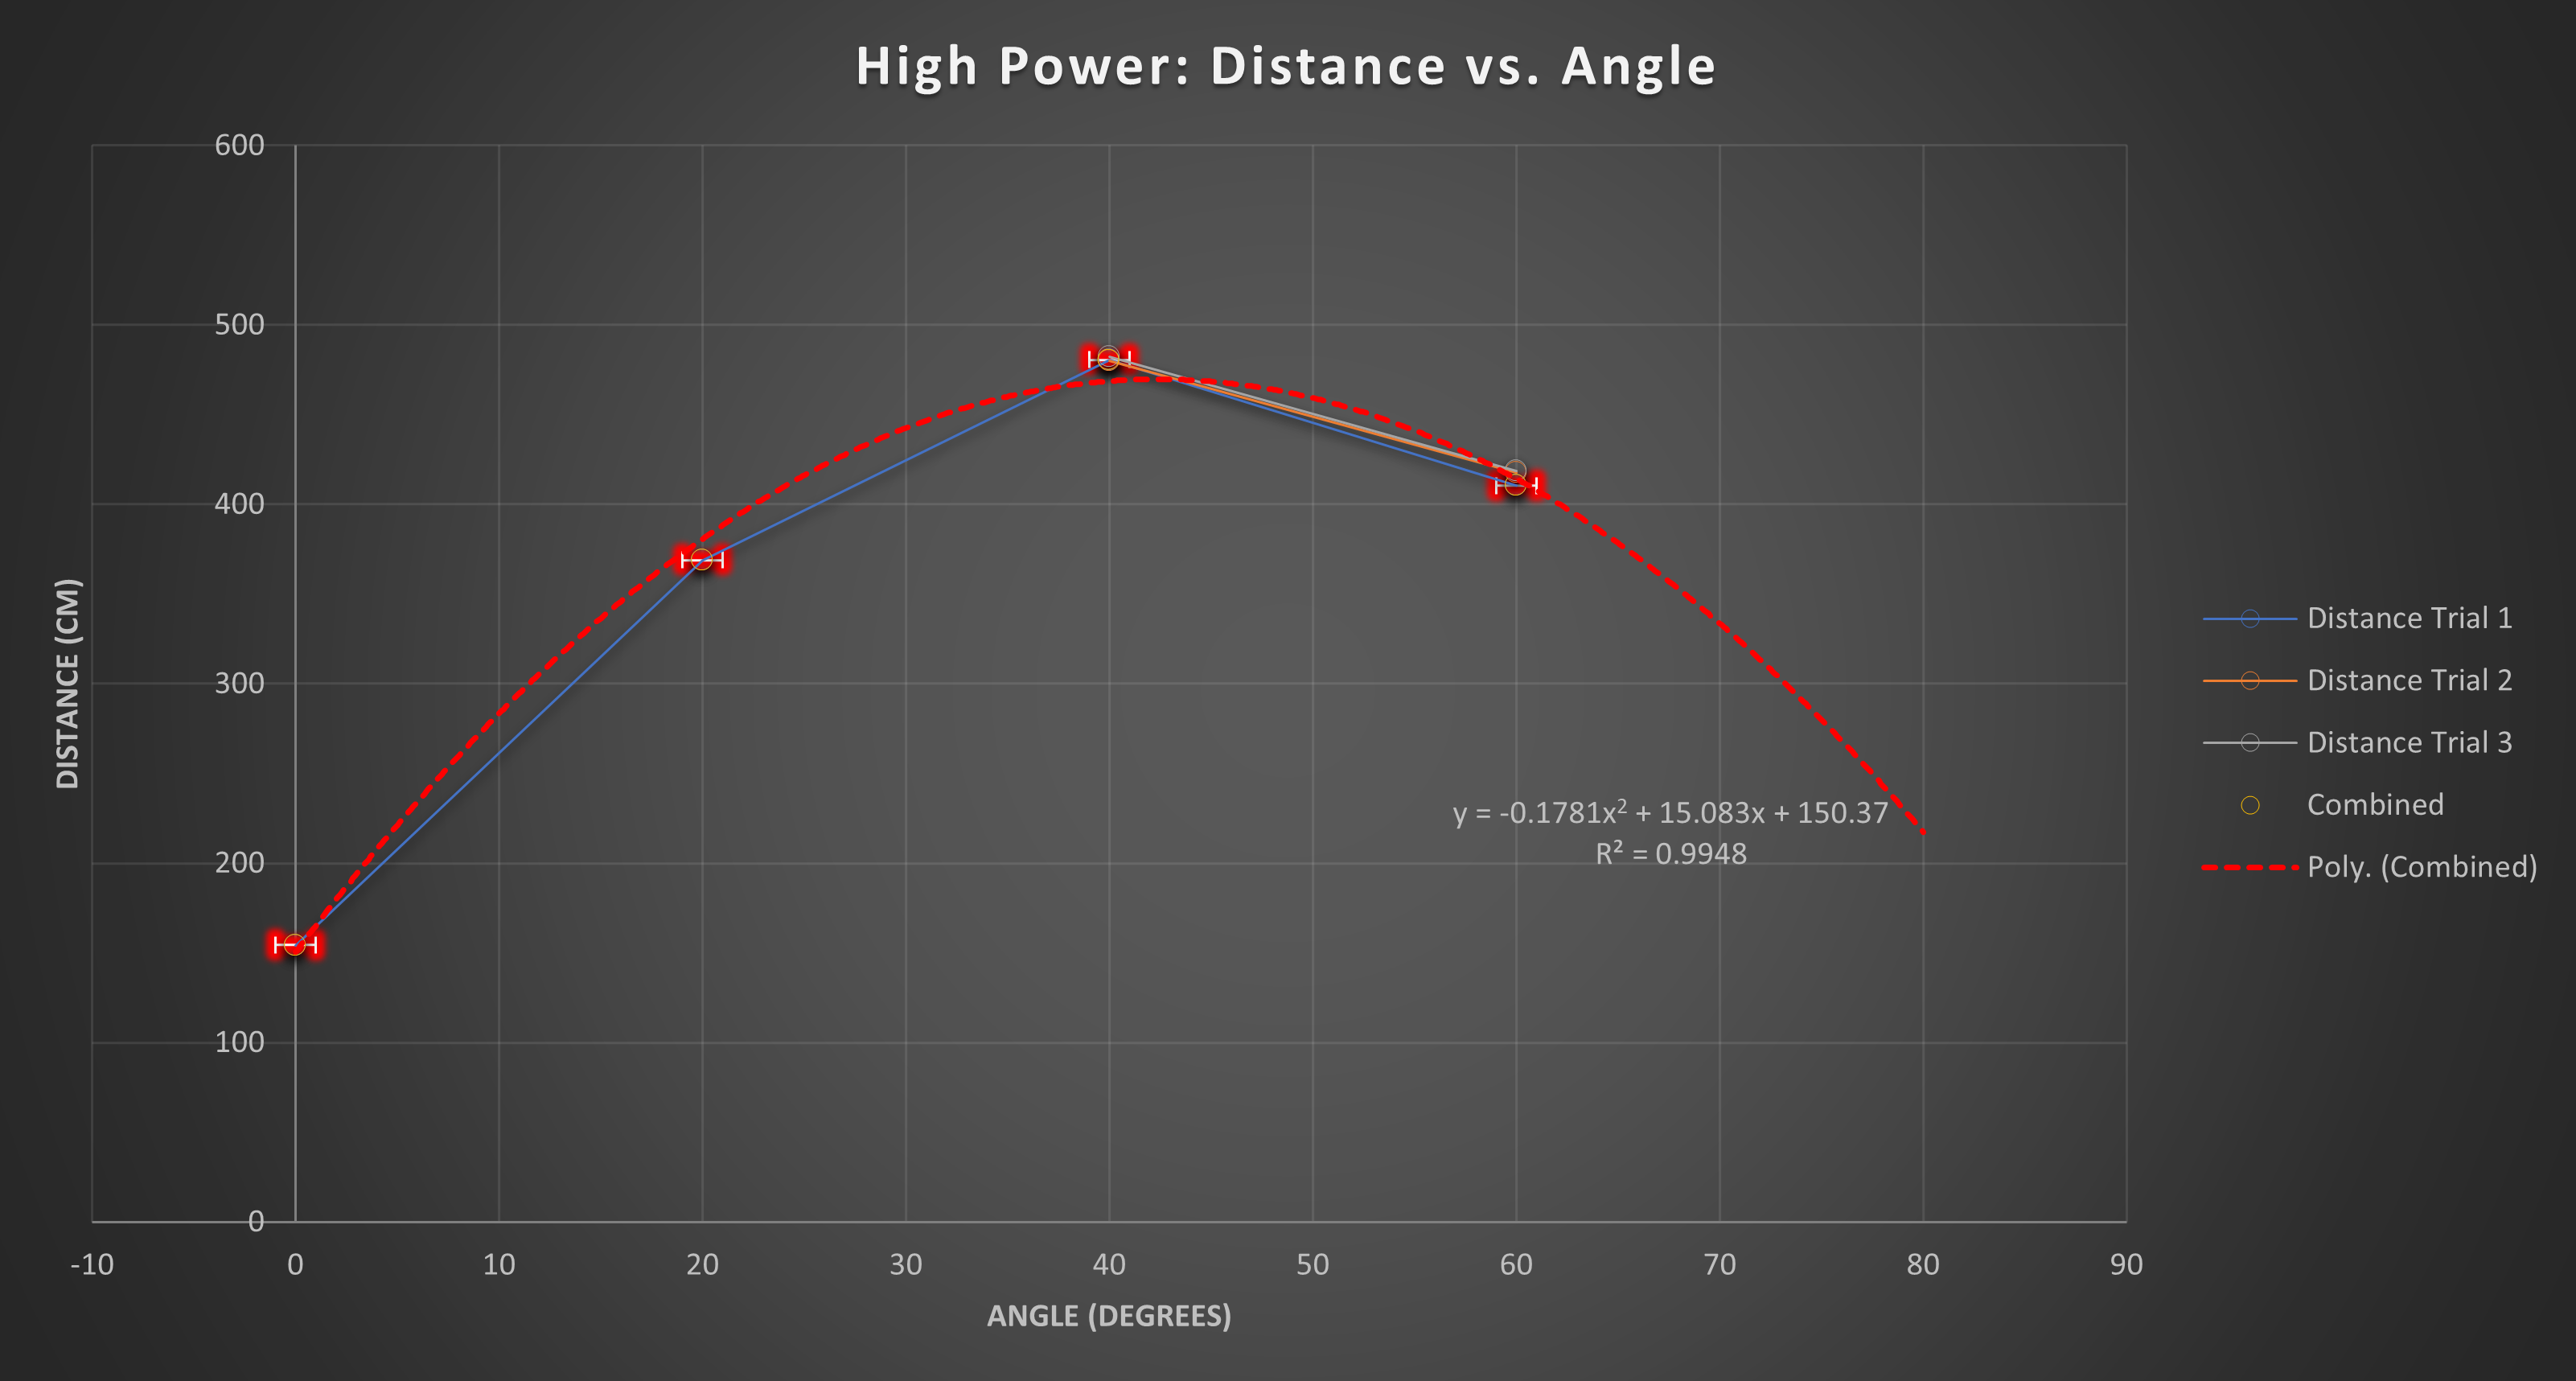 High Power: Distance vs. Angle
600
500
400
300
200
100
0
DISTANCE (CM)
-10 0 10 20 30 40 50 60 70 80 90
ANGLE (DEGREES)
y = -0.1781x² + 15.083x + 150.37
R² = 0.9948
Distance Trial 1
Distance Trial 2
Distance Trial 3
Combined
Poly. (Combined)